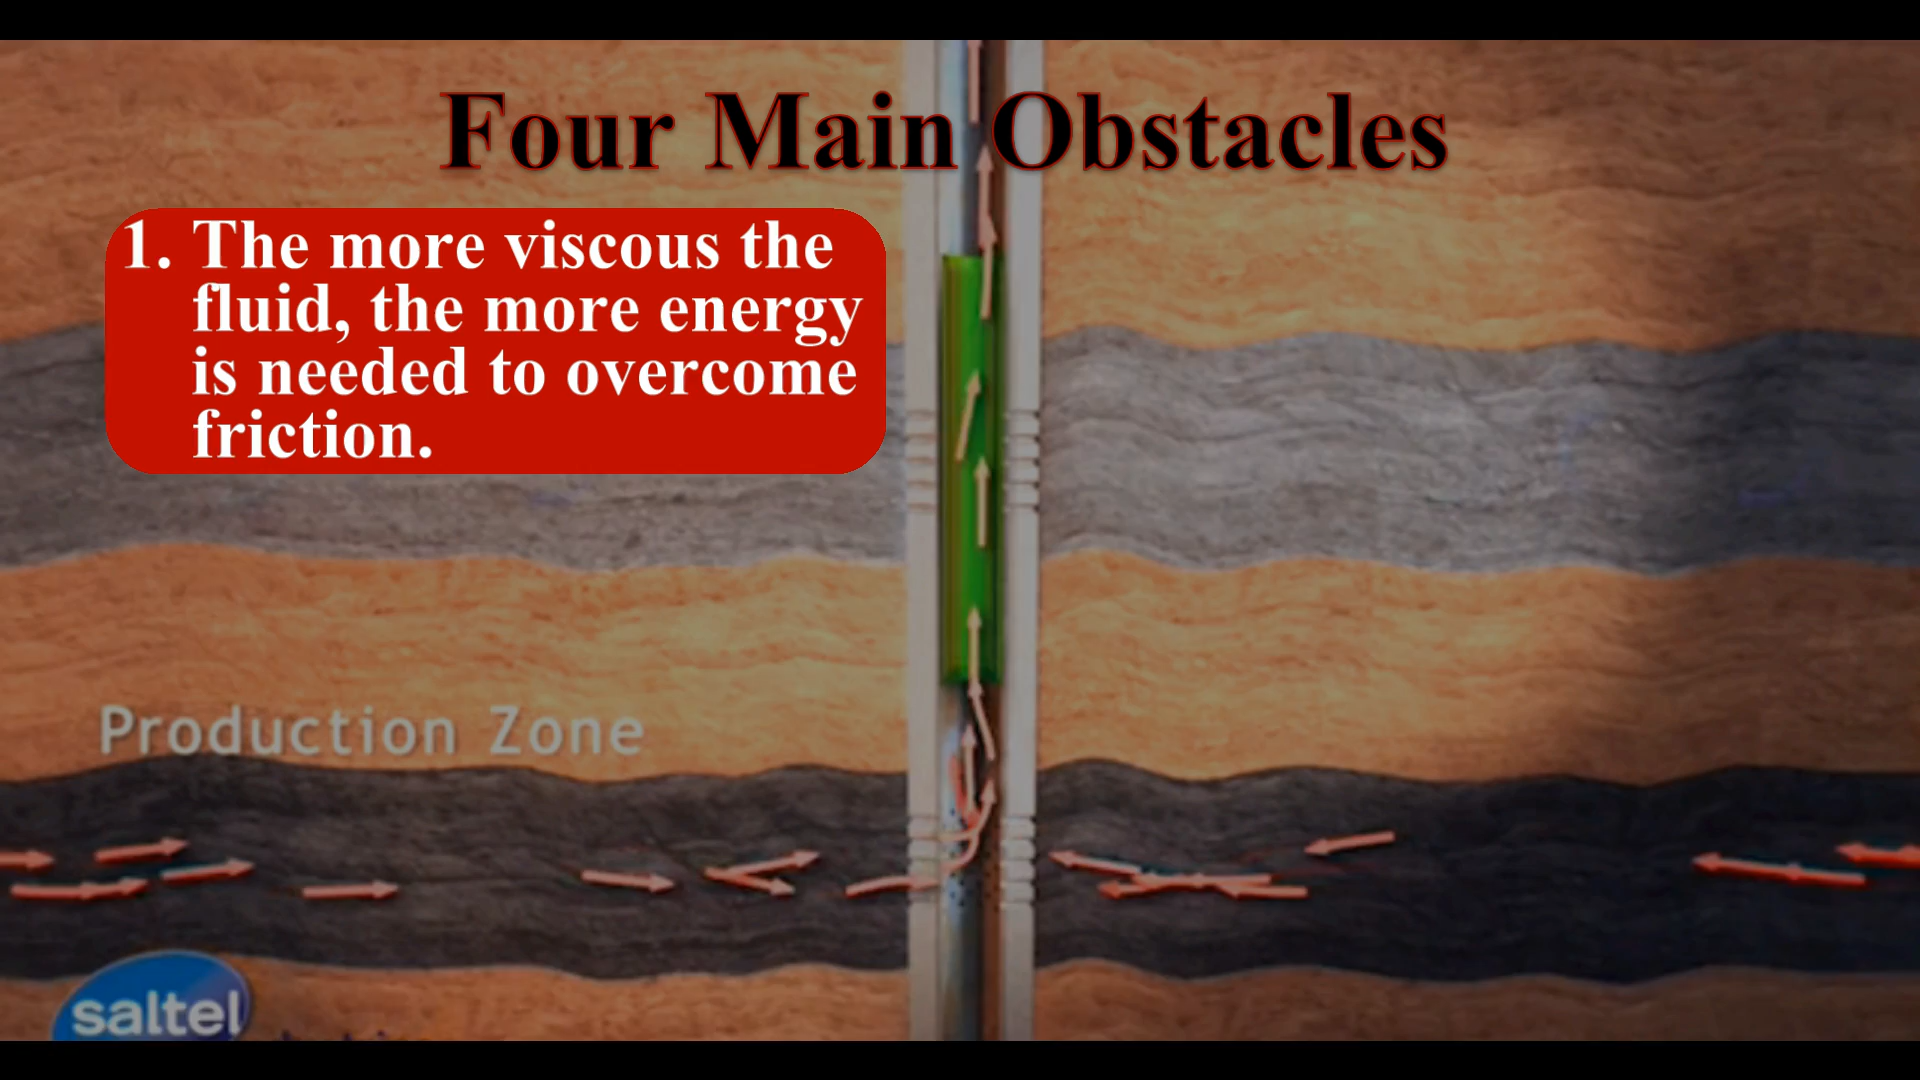 Four Main Obstacles
1. The more viscous the
fluid, the more energy
is needed to overcome
friction.
Production Zone
saltel